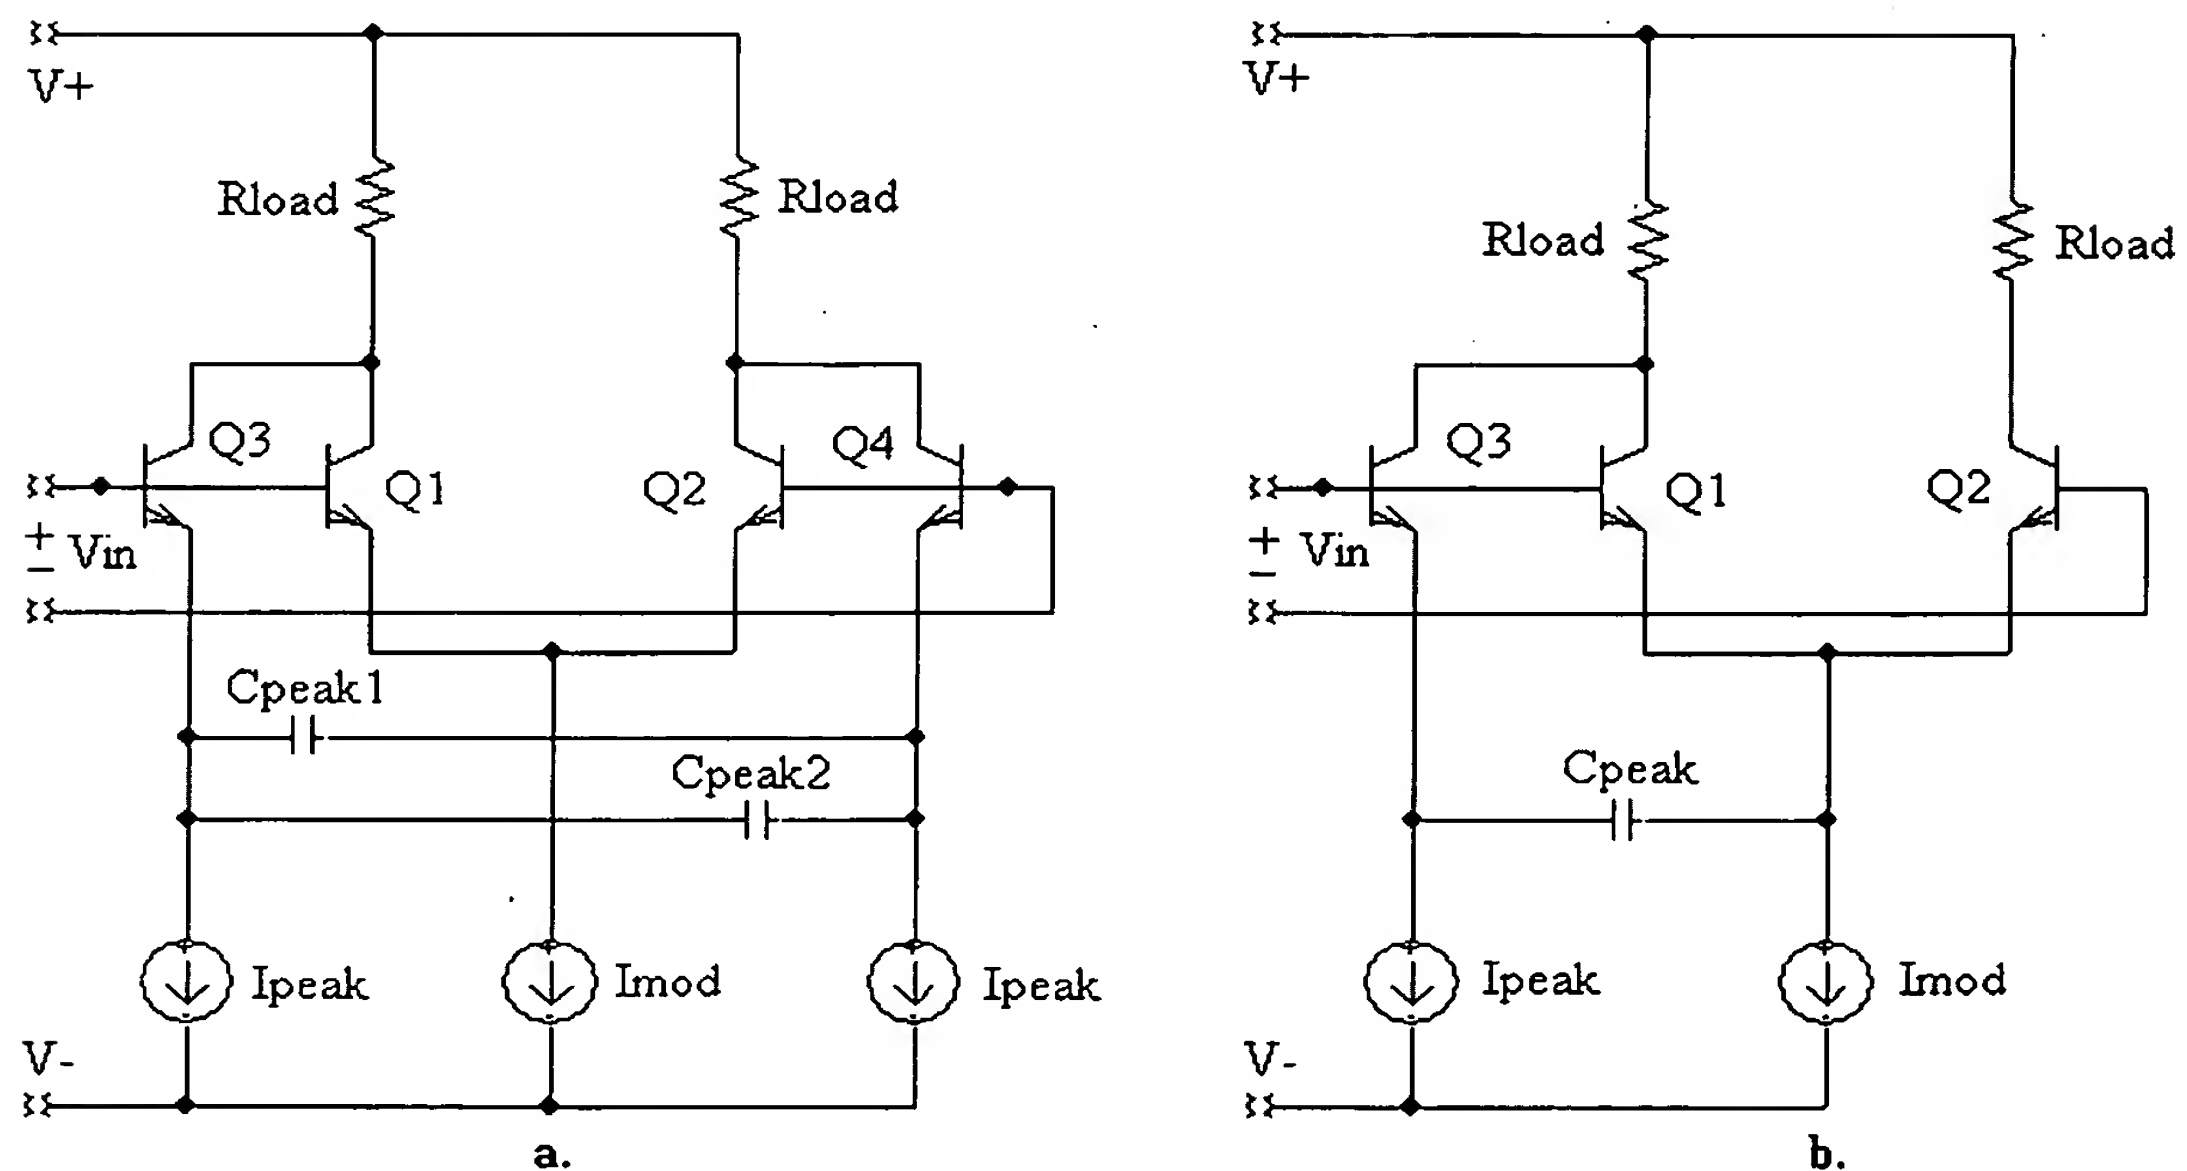 V+
Rload
Rload
Q3
Q1
Q2
Q4
+
Vin
−
Cpeak1
Cpeak2
Ipeak
Imod
Ipeak
V-
a.
V+
Rload
Rload
Q3
Q1
Q2
+
Vin
−
Cpeak
Ipeak
Imod
V-
b.